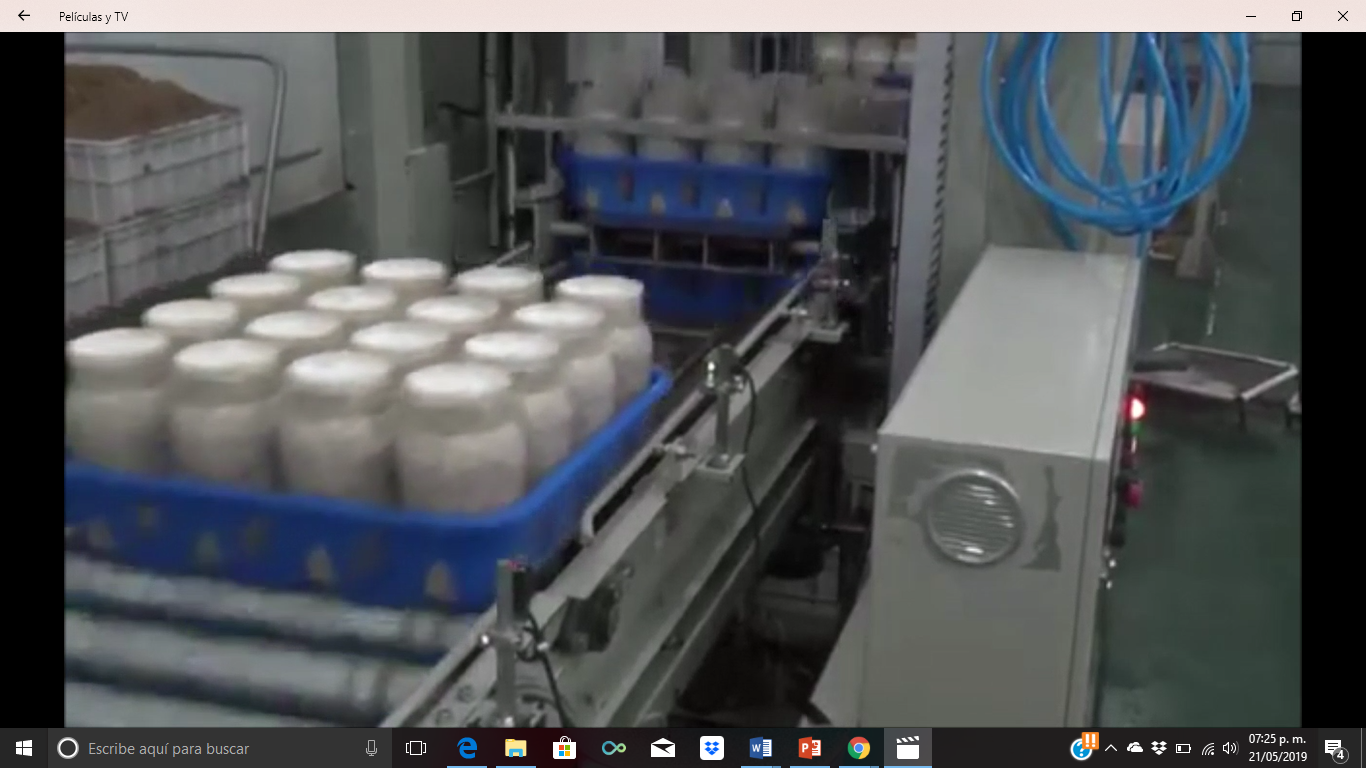 Películas y TV
Escribe aquí para buscar
07:25 p. m.
21/05/2019
4